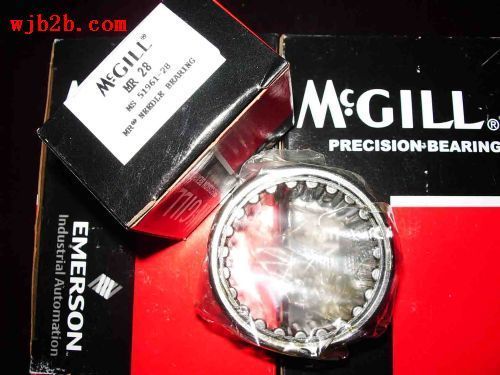 wjb2b.com
McGILL®
MR 28
MS 51961-28
MR® NEEDLE BEARING
McGILL®
PRECISION BEARING
EMERSON
Industrial Automation